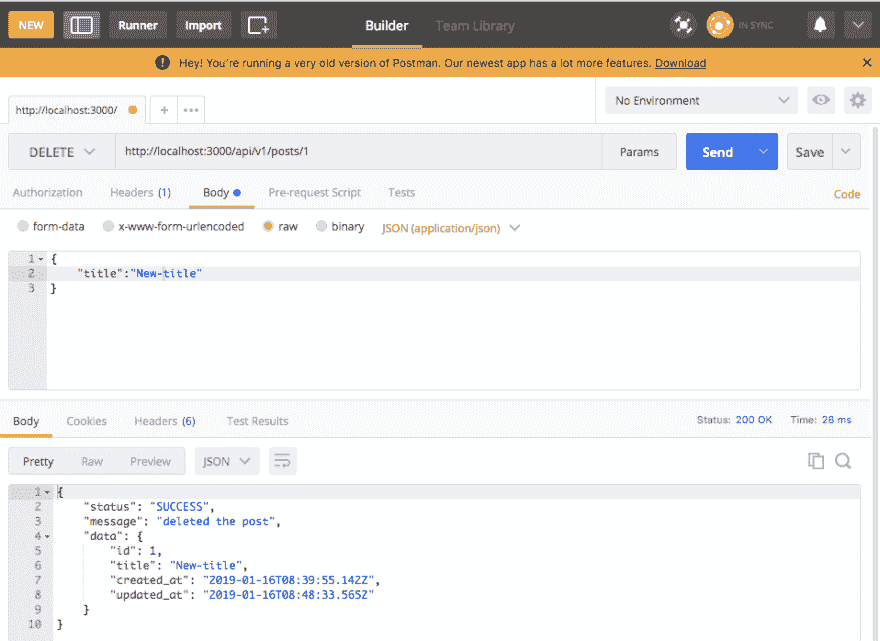 NEW Runner Import Builder Team Library IN SYNC
! Hey! You're running a very old version of Postman. Our newest app has a lot more features. Download ×
http://localhost:3000/ + ••• No Environment
DELETE http://localhost:3000/api/v1/posts/1 Params Send Save
Authorization Headers (1) Body Pre-request Script Tests Code
form-data x-www-form-urlencoded raw binary JSON (application/json)
1 {
2 "title":"New-title"
3 }
Body Cookies Headers (6) Test Results Status: 200 OK Time: 26 ms
Pretty Raw Preview JSON
1 {
2 "status": "SUCCESS",
3 "message": "deleted the post",
4 "data": {
5 "id": 1,
6 "title": "New-title",
7 "created_at": "2019-01-16T08:39:55.142Z",
8 "updated_at": "2019-01-16T08:48:33.565Z"
9 }
10 }